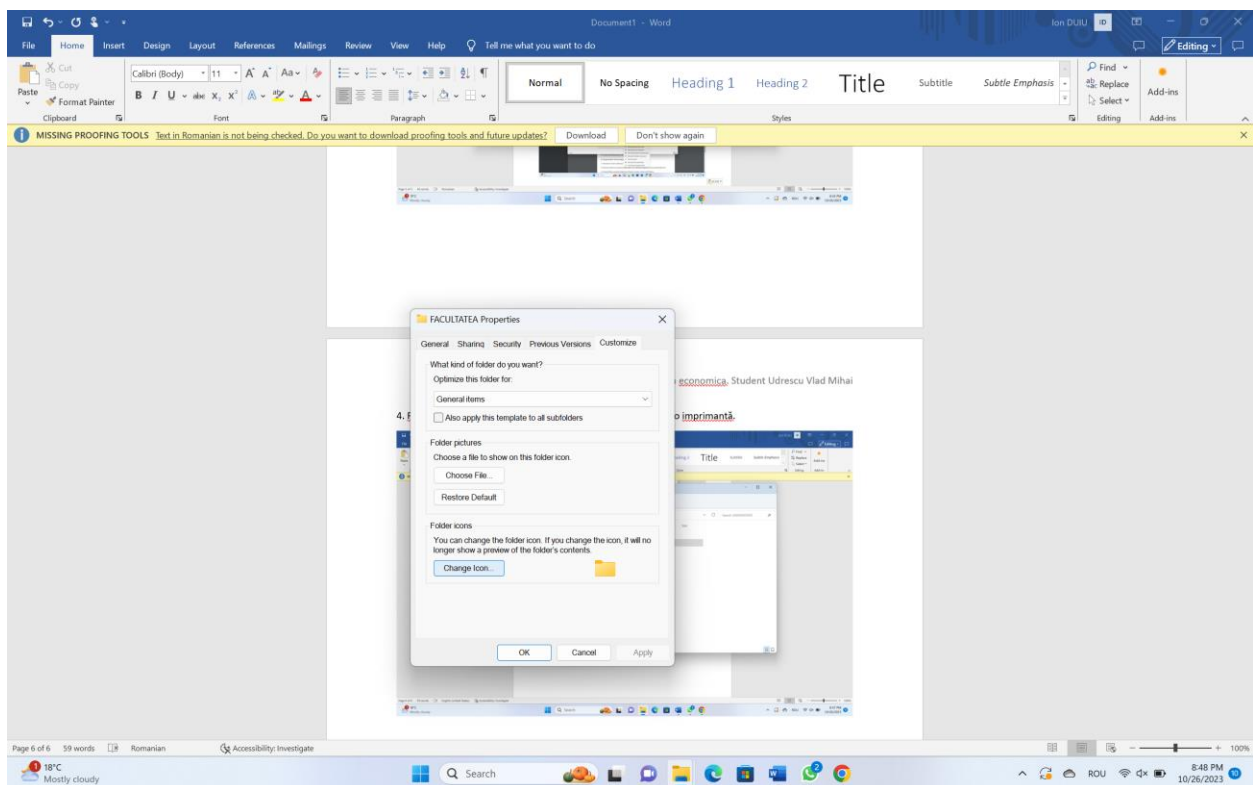 Document1 - Word
Ion DUIU
ID
File Home Insert Design Layout References Mailings Review View Help Tell me what you want to do
Editing
Paste
Cut
Copy
Format Painter
Clipboard
Calibri (Body) 11
Font
Paragraph
Normal
No Spacing
Heading 1
Heading 2
Title
Subtitle
Subtle Emphasis
Styles
Find
Replace
Select
Editing
Add-ins
Add-ins
MISSING PROOFING TOOLS Text in Romanian is not being checked. Do you want to download proofing tools and future updates? Download Don't show again
FACULTATEA Properties
General Sharing Security Previous Versions Customize
What kind of folder do you want?
Optimize this folder for:
General items
Also apply this template to all subfolders
Folder pictures
Choose a file to show on this folder icon.
Choose File...
Restore Default
Folder icons
You can change the folder icon. If you change the icon, it will no
longer show a preview of the folder's contents.
Change Icon...
OK Cancel Apply
economica, Student Udrescu Vlad Mihai
4.
o imprimantă.
Title
Page 6 of 6 59 words Romanian Accessibility: Investigate
100%
1
18°C
Mostly cloudy
Search
2
ROU
8:48 PM
10/26/2023
10